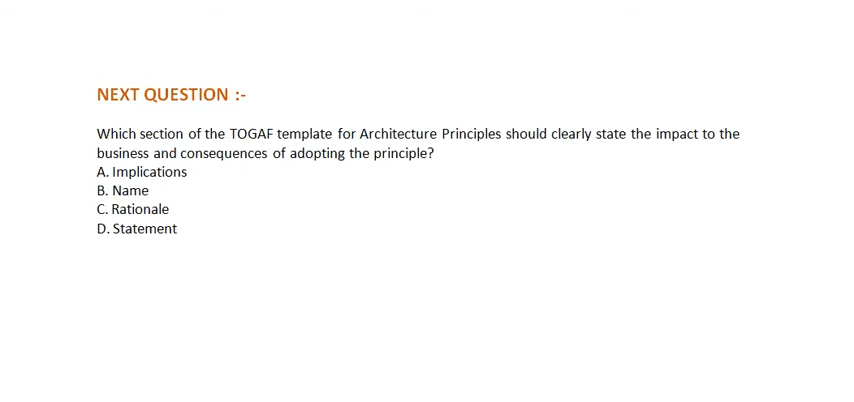 NEXT QUESTION :-
Which section of the TOGAF template for Architecture Principles should clearly state the impact to the
business and consequences of adopting the principle?
A. Implications
B. Name
C. Rationale
D. Statement